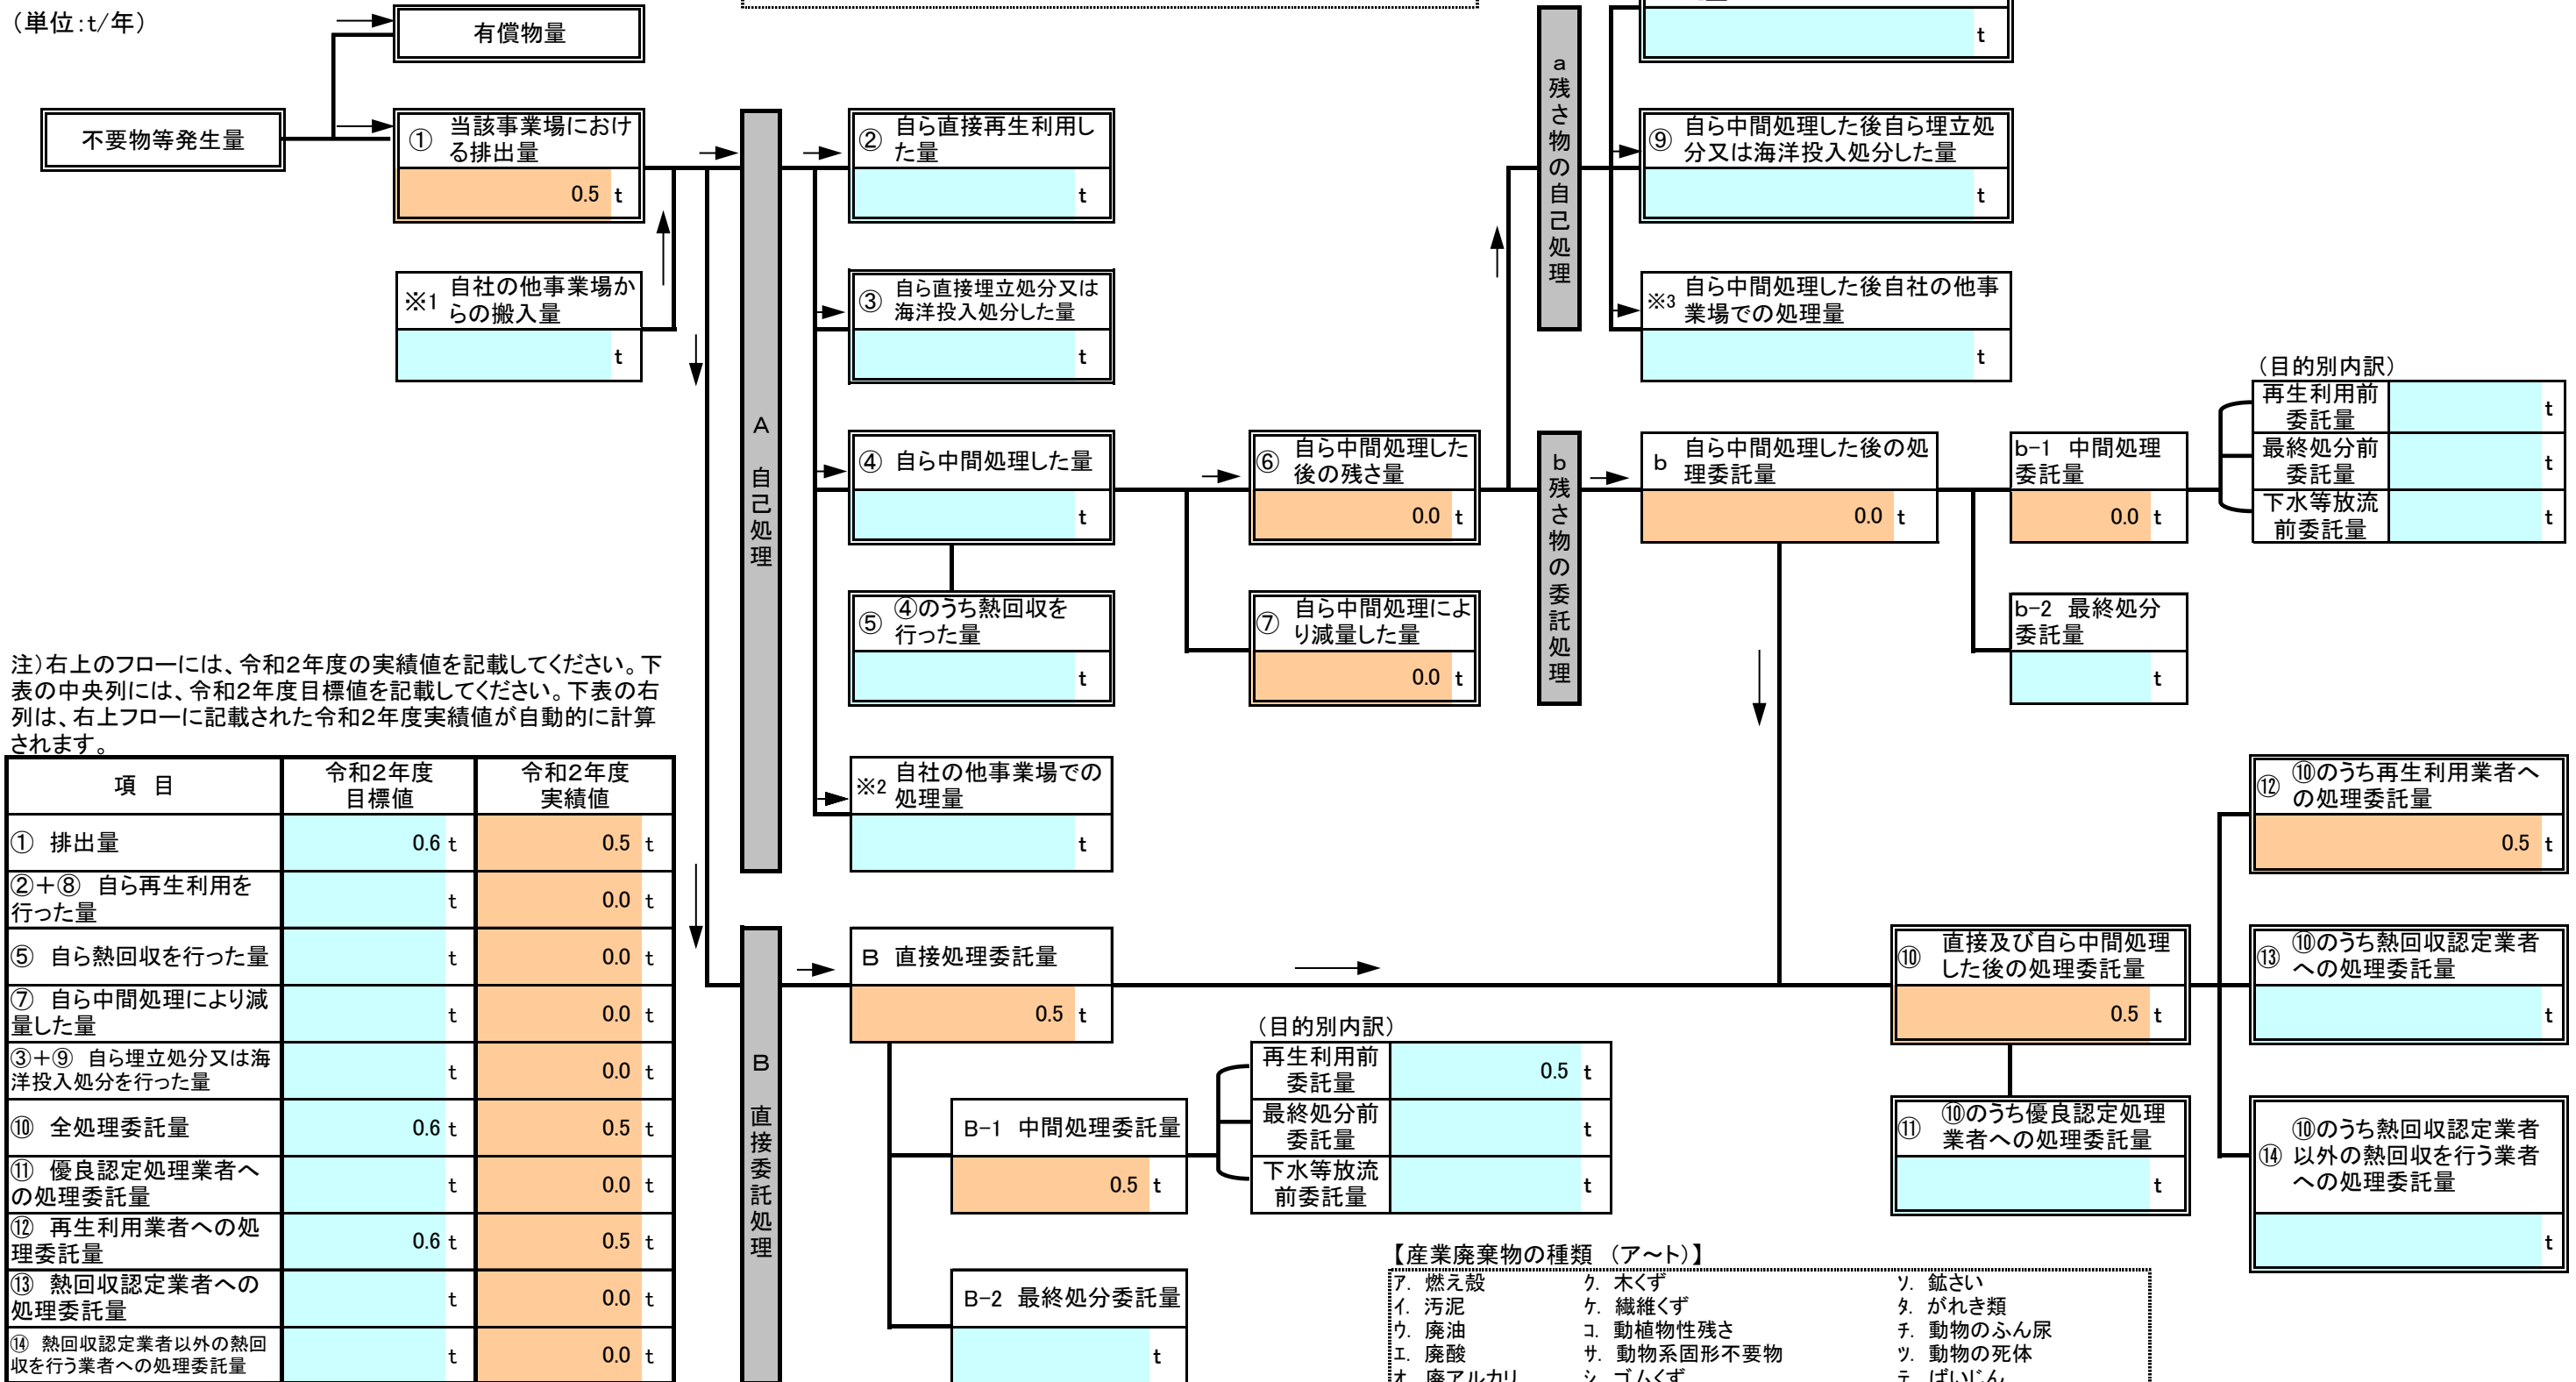 (単位:t/年)
有償物量
不要物等発生量
① 当該事業場におけ
る排出量
0.5 t
※1 自社の他事業場か
らの搬入量
t
A 自己処理
② 自ら直接再生利用し
た量
t
③ 自ら直接埋立処分又は
海洋投入処分した量
t
④ 自ら中間処理した量
t
⑤ ④のうち熱回収を
行った量
t
※2 自社の他事業場での
処理量
t
⑥ 自ら中間処理した
後の残さ量
0.0 t
⑦ 自ら中間処理によ
り減量した量
0.0 t
a 残さ物の自己処理
t
⑨ 自ら中間処理した後自ら埋立処
分又は海洋投入処分した量
t
※3 自ら中間処理した後自社の他事
業場での処理量
t
b 残さ物の委託処理
b 自ら中間処理した後の処
理委託量
0.0 t
b-1 中間処理
委託量
0.0 t
b-2 最終処分
委託量
t
(目的別内訳)
再生利用前
委託量
t
最終処分前
委託量
t
下水等放流
前委託量
t
注)右上のフローには、令和2年度の実績値を記載してください。下
表の中央列には、令和2年度目標値を記載してください。下表の右
列は、右上フローに記載された令和2年度実績値が自動的に計算
されます。
項 目
令和2年度
目標値
令和2年度
実績値
① 排出量 0.6 t 0.5 t
②+⑧ 自ら再生利用を
行った量 t 0.0 t
⑤ 自ら熱回収を行った量 t 0.0 t
⑦ 自ら中間処理により減
量した量 t 0.0 t
③+⑨ 自ら埋立処分又は海
洋投入処分を行った量 t 0.0 t
⑩ 全処理委託量 0.6 t 0.5 t
⑪ 優良認定処理業者へ
の処理委託量 t 0.0 t
⑫ 再生利用業者への処
理委託量 0.6 t 0.5 t
⑬ 熱回収認定業者への
処理委託量 t 0.0 t
⑭ 熱回収認定業者以外の熱回
収を行う業者への処理委託量 t 0.0 t
B 直接委託処理
B 直接処理委託量
0.5 t
B-1 中間処理委託量
0.5 t
B-2 最終処分委託量
t
(目的別内訳)
再生利用前
委託量
0.5 t
最終処分前
委託量
t
下水等放流
前委託量
t
⑩ 直接及び自ら中間処理
した後の処理委託量
0.5 t
⑪ ⑩のうち優良認定処理
業者への処理委託量
t
⑫ ⑩のうち再生利用業者へ
の処理委託量
0.5 t
⑬ ⑩のうち熱回収認定業者
への処理委託量
t
⑭ ⑩のうち熱回収認定業者
以外の熱回収を行う業者
への処理委託量
t
【産業廃棄物の種類 (ア~ト)】
ア. 燃え殻 ク. 木くず ソ. 鉱さい
イ. 汚泥 ケ. 繊維くず タ. がれき類
ウ. 廃油 コ. 動植物性残さ チ. 動物のふん尿
エ. 廃酸 サ. 動物系固形不要物 ツ. 動物の死体
オ. 廃アルカリ シ. ゴムくず テ. ばいじん